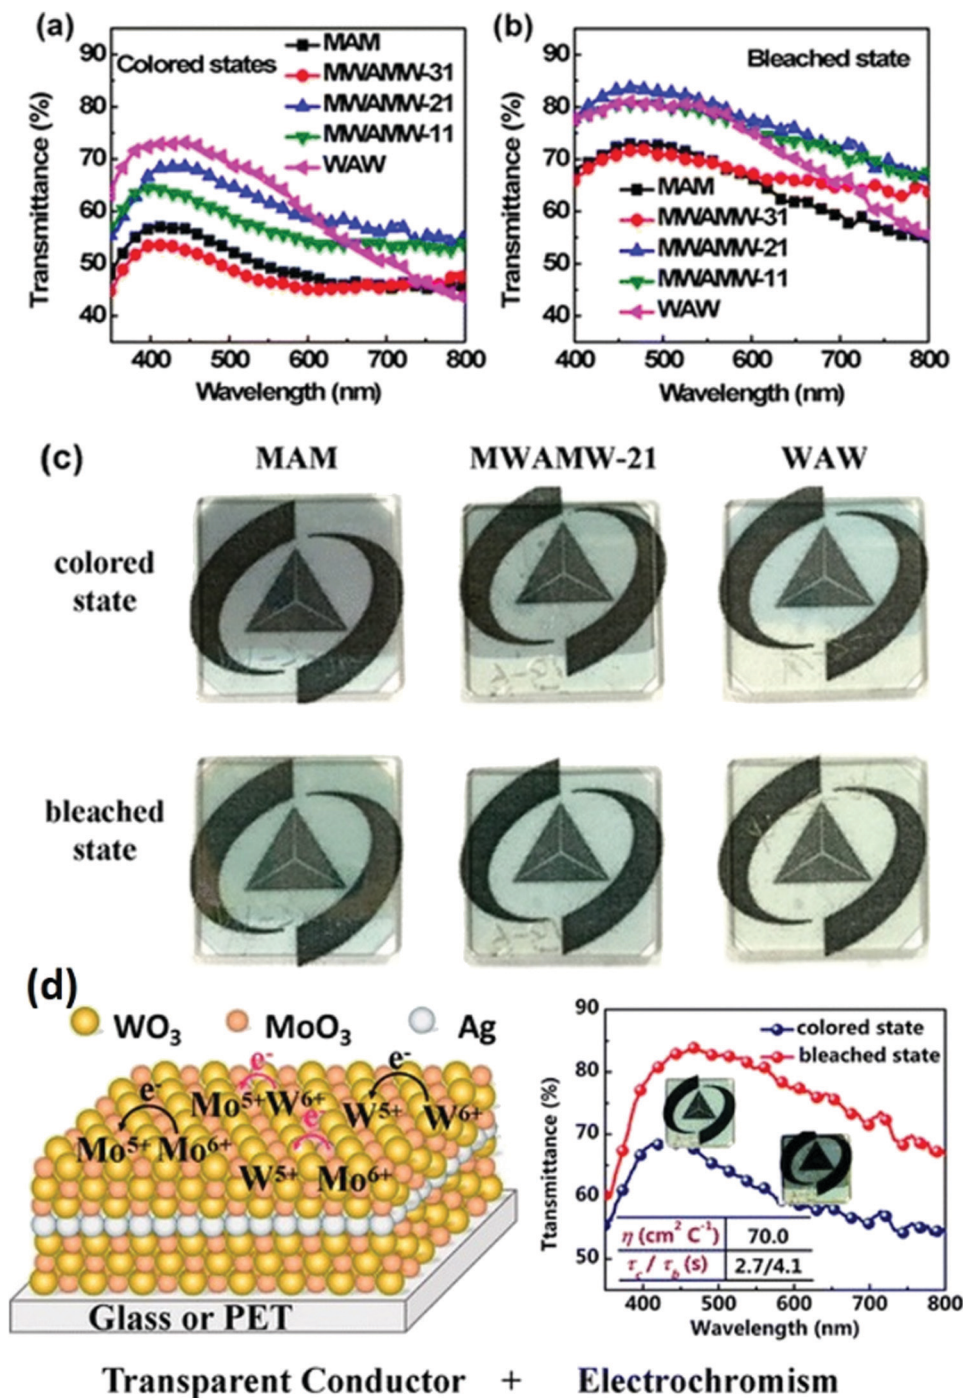 (a)
Transmittance (%)
95
90
80
70
60
50
40
Colored states
MAM
MWAMW-31
MWAMW-21
MWAMW-11
WAW
400 500 600 700 800
Wavelength (nm)
(b)
Transmittance (%)
90
80
70
60
50
40
Bleached state
MAM
MWAMW-31
MWAMW-21
MWAMW-11
WAW
400 500 600 700 800
Wavelength (nm)
(c)
MAM MWAMW-21 WAW
colored
state
bleached
state
(d)
WO3 MoO3 Ag
e- e- e-
Mo5+ W6+ W5+ W6+
e-
Mo5+ Mo6+ W5+ Mo6+
Glass or PET
Ttansmittance (%)
90
80
70
60
50
colored state
bleached state
η (cm2 C-1) 70.0
τc / τb (s) 2.7/4.1
400 500 600 700 800
Wavelength (nm)
Transparent Conductor + Electrochromism